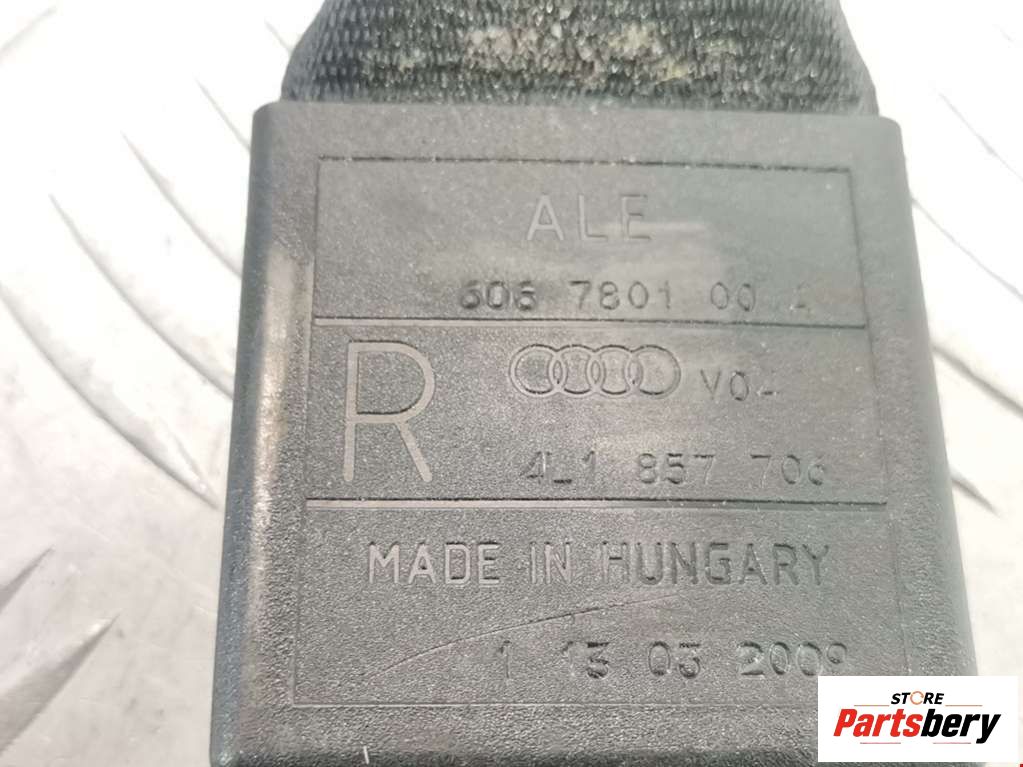 ALE
606 7801 00 A
R
V04
4L1 857 706
MADE IN HUNGARY
1 13 03 2009
STORE
Partsbery